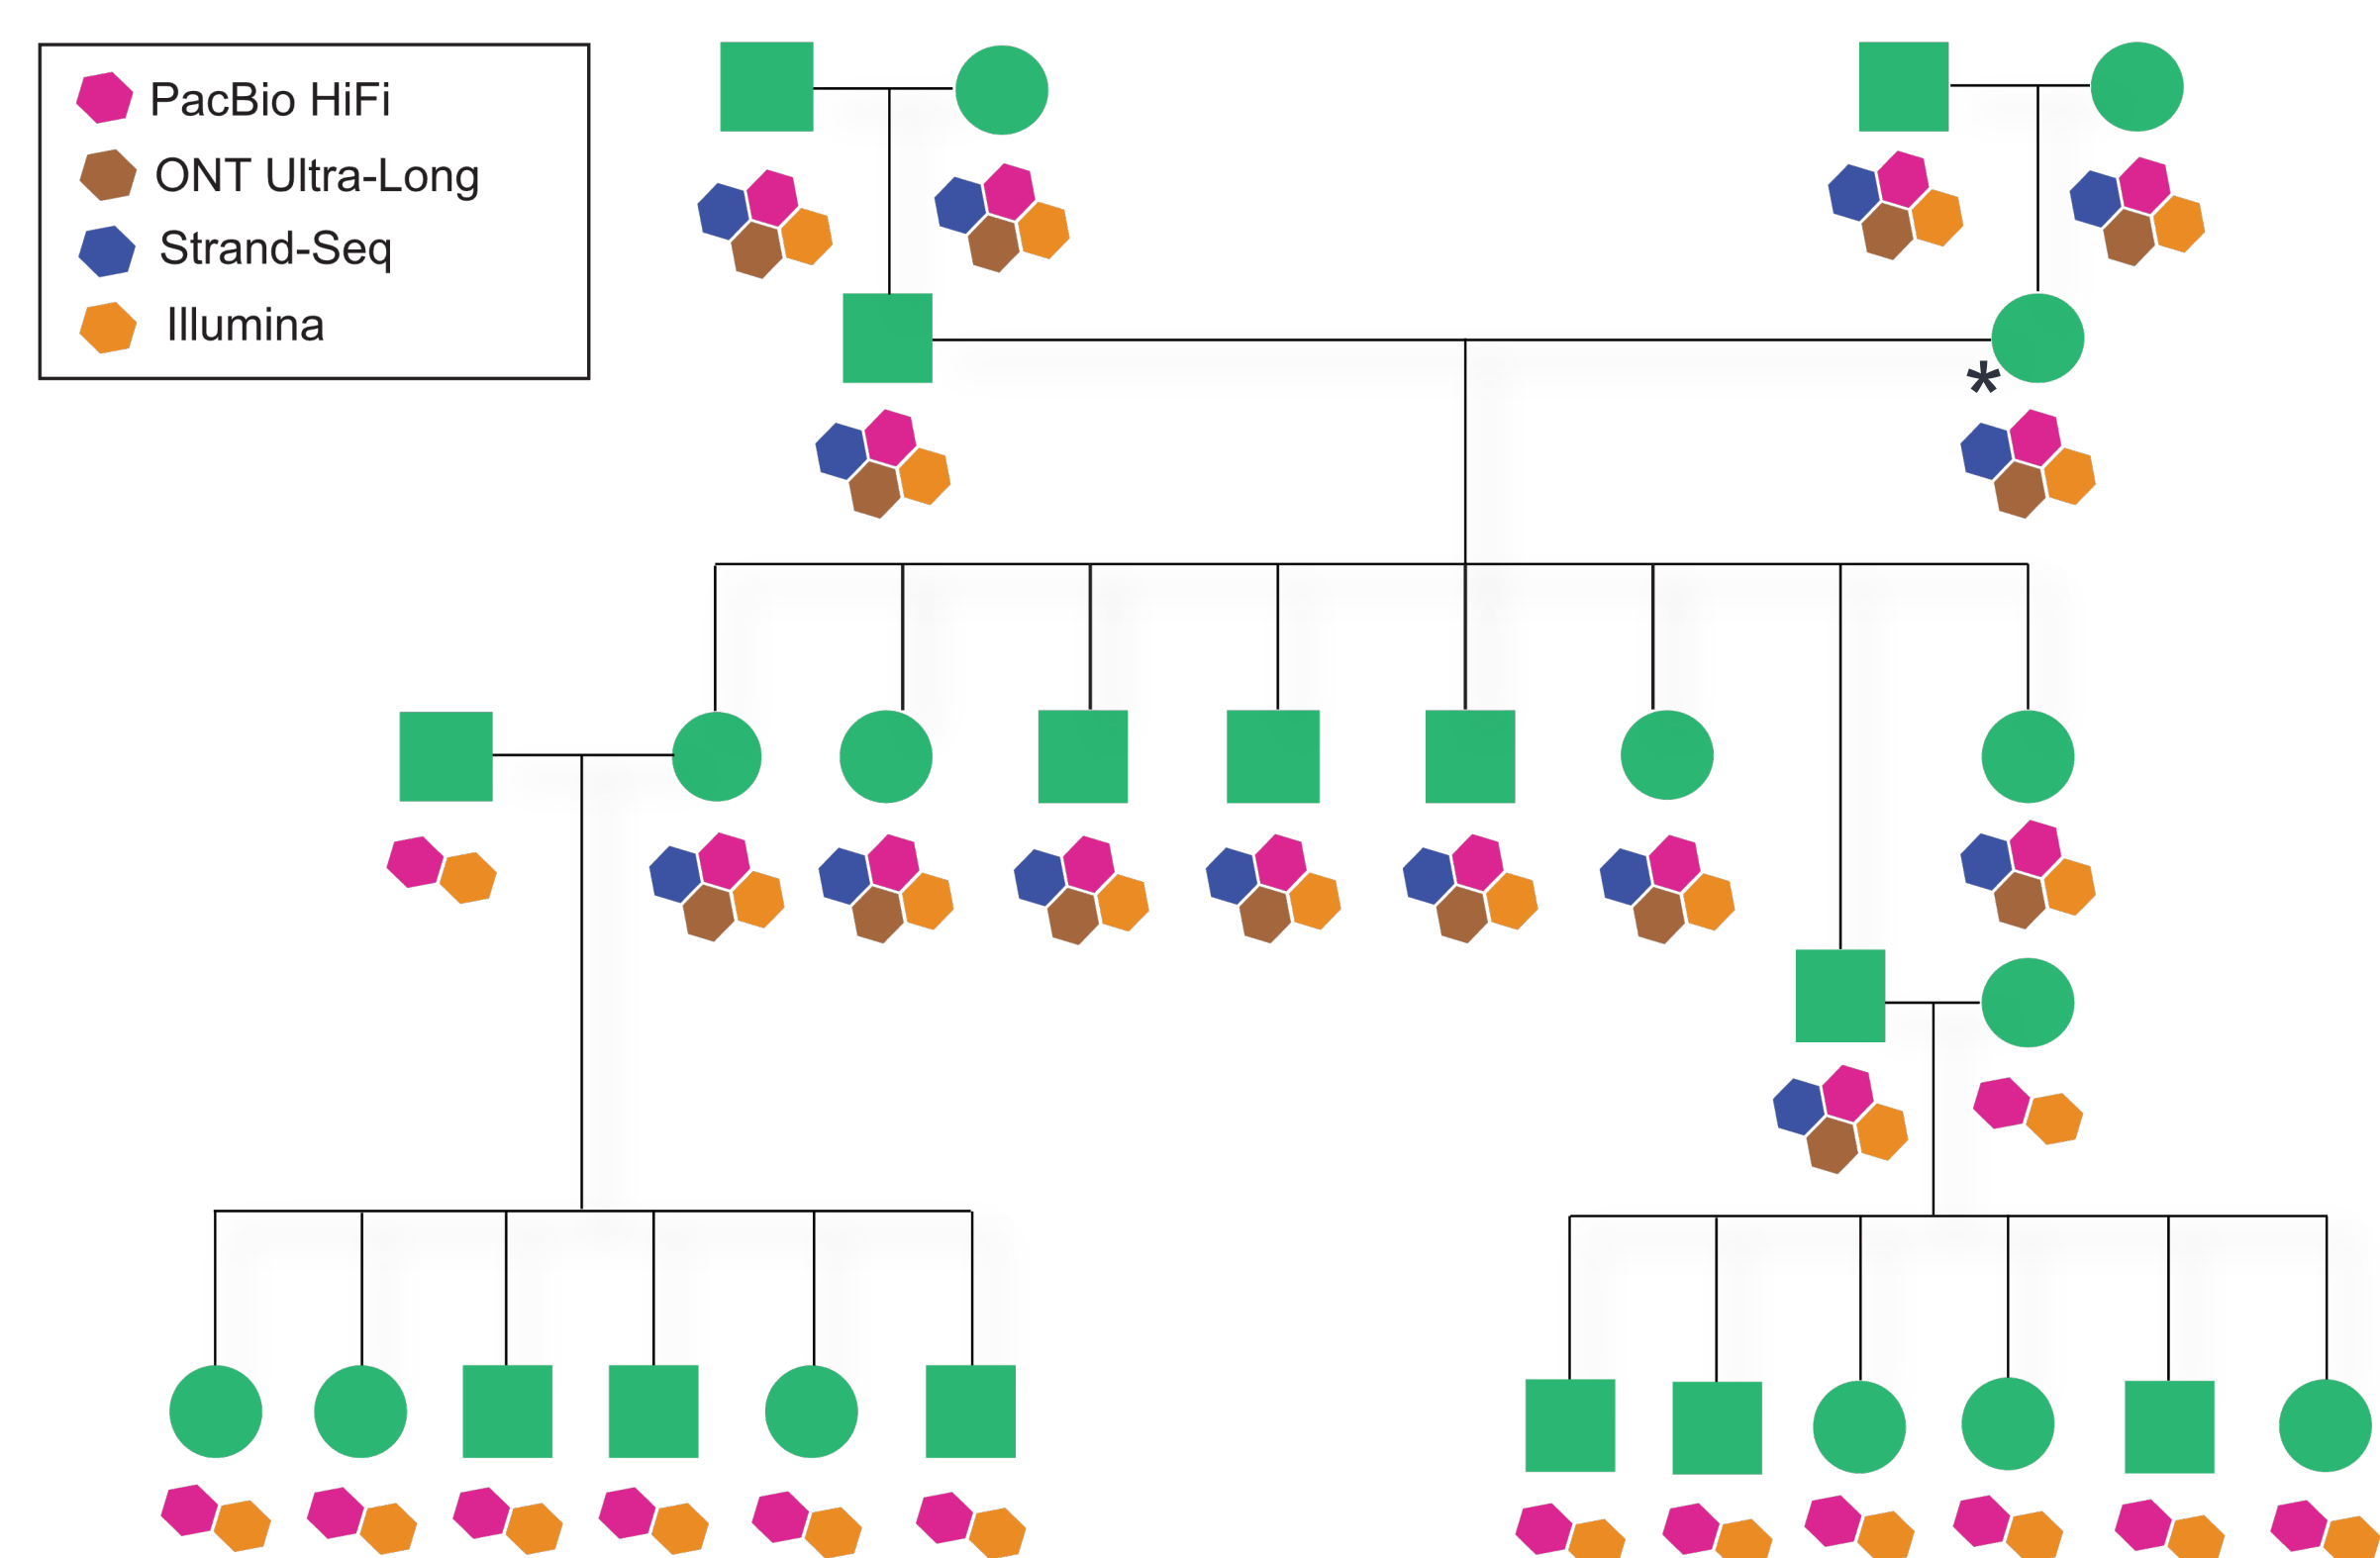 PacBio HiFi
ONT Ultra-Long
Strand-Seq
Illumina
*